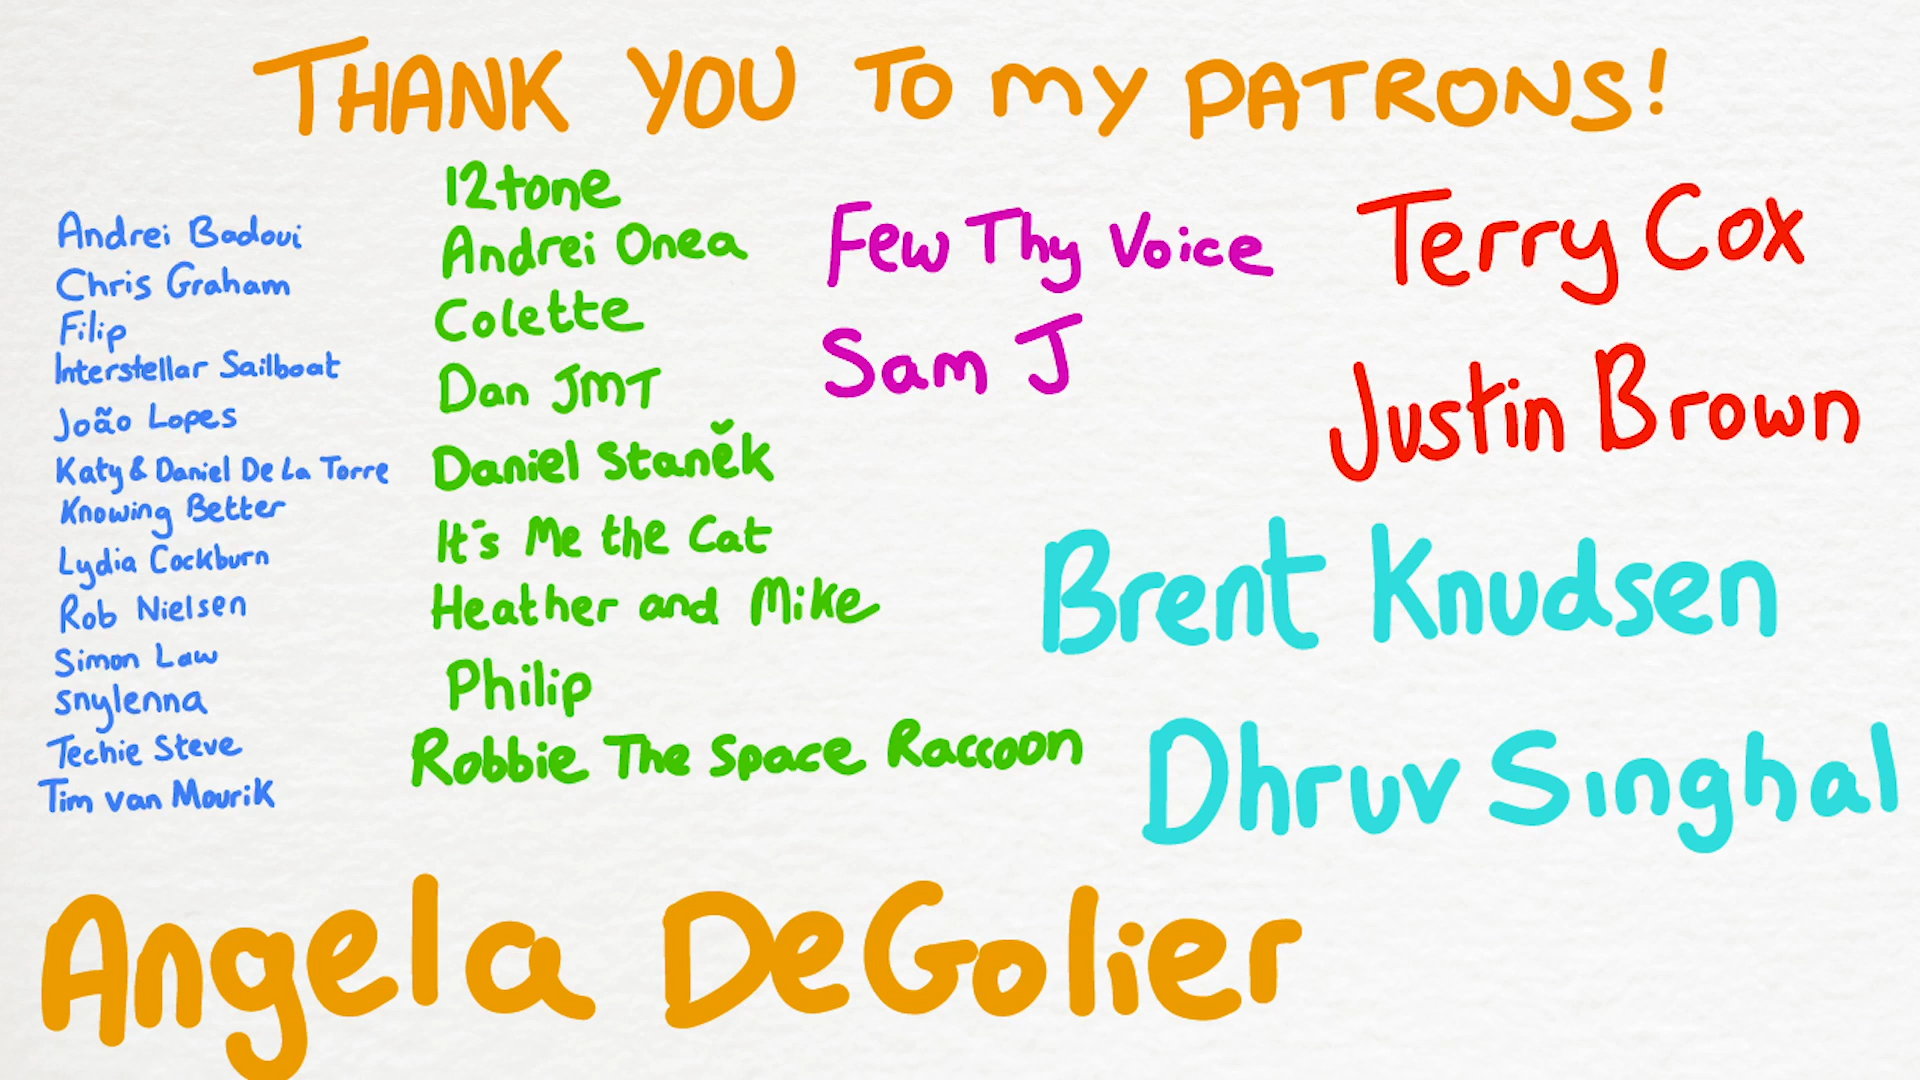 THANK YOU TO MY PATRONS!
Andrei Badoui
Chris Graham
Filip
Interstellar Sailboat
João Lopes
Katy & Daniel De La Torre
Knowing Better
Lydia Cockburn
Rob Nielsen
Simon Law
snylenna
Techie Steve
Tim van Mourik
12tone
Andrei Onea
Colette
Dan JMT
Daniel Staněk
It's Me the Cat
Heather and Mike
Philip
Robbie The Space Raccoon
Few Thy Voice
Sam J
Terry Cox
Justin Brown
Brent Knudsen
Dhruv Singhal
Angela DeGolier